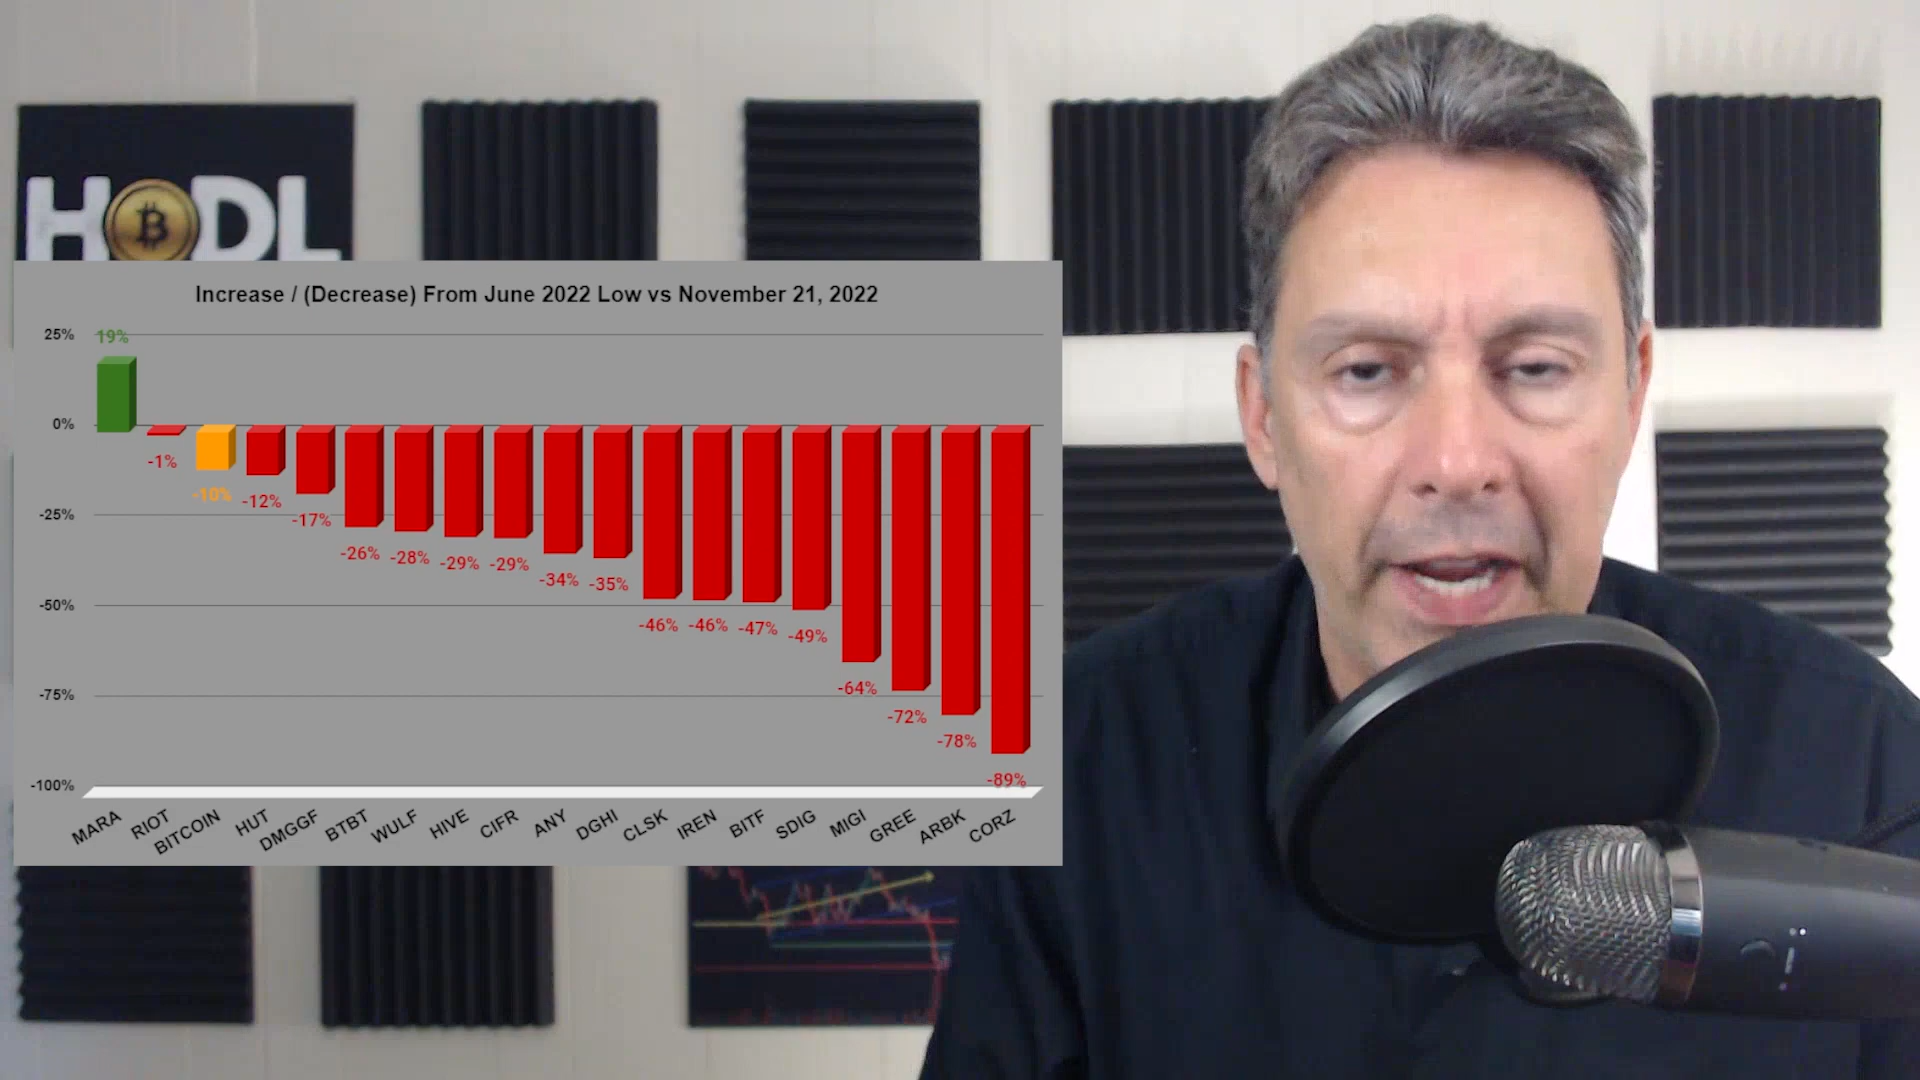 HODL
Increase / (Decrease) From June 2022 Low vs November 21, 2022
25%
0%
-25%
-50%
-75%
-100%
19%
-1%
-10%
-12%
-17%
-26%
-28%
-29%
-29%
-34%
-35%
-46%
-46%
-47%
-49%
-64%
-72%
-78%
-89%
MARA
RIOT
BITCOIN
HUT
DMGGF
BTBT
WULF
HIVE
CIFR
ANY
DGHI
CLSK
IREN
BITF
SDIG
MIGI
GREE
ARBK
CORZ